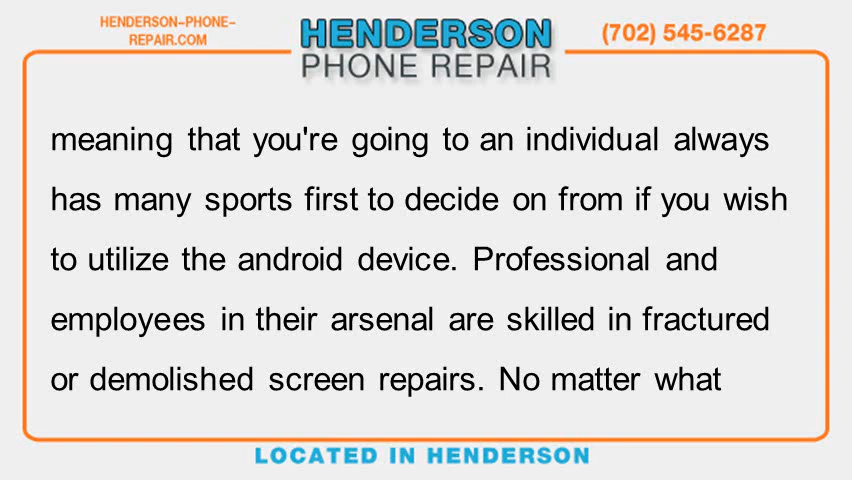 HENDERSON-PHONE-
REPAIR.COM
HENDERSON
PHONE REPAIR
(702) 545-6287
meaning that you're going to an individual always
has many sports first to decide on from if you wish
to utilize the android device. Professional and
employees in their arsenal are skilled in fractured
or demolished screen repairs. No matter what
LOCATED IN HENDERSON